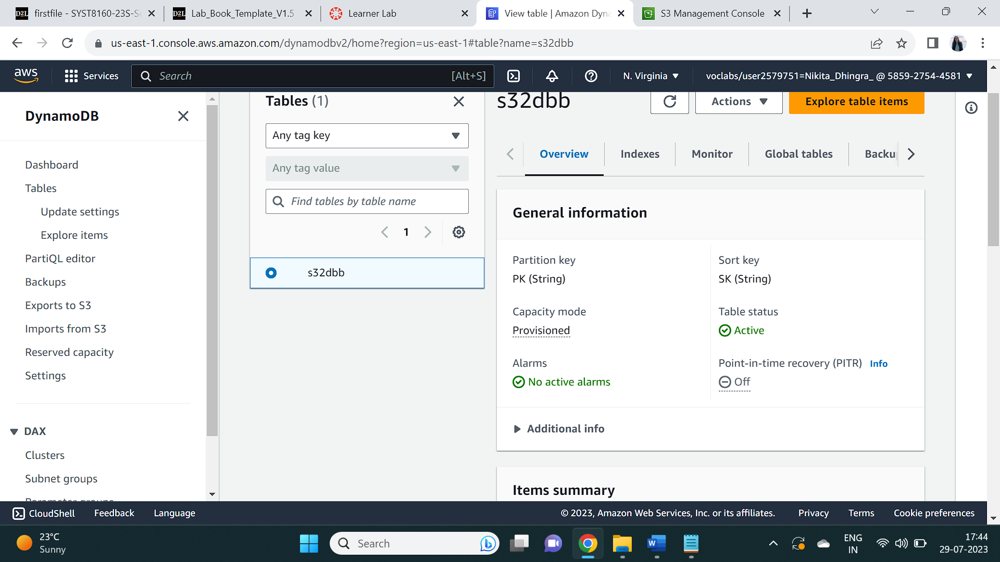 firstfile - SYST8160-23S-Se
Lab_Book_Template_V1.5
Learner Lab
View table | Amazon Dyna
S3 Management Console
us-east-1.console.aws.amazon.com/dynamodbv2/home?region=us-east-1#table?name=s32dbb
aws
Services
Search
[Alt+S]
N. Virginia
voclabs/user2579751=Nikita_Dhingra_ @ 5859-2754-4581
DynamoDB
Dashboard
Tables
Update settings
Explore items
PartiQL editor
Backups
Exports to S3
Imports from S3
Reserved capacity
Settings
DAX
Clusters
Subnet groups
Parameter groups
Tables (1)
Any tag key
Any tag value
Find tables by table name
1
s32dbb
s32dbb
Actions
Explore table items
Overview
Indexes
Monitor
Global tables
Backu
General information
Partition key
PK (String)
Sort key
SK (String)
Capacity mode
Provisioned
Table status
Active
Alarms
No active alarms
Point-in-time recovery (PITR) Info
Off
Additional info
Items summary
CloudShell
Feedback
Language
© 2023, Amazon Web Services, Inc. or its affiliates.
Privacy
Terms
Cookie preferences
23°C
Sunny
Search
ENG
IN
17:44
29-07-2023